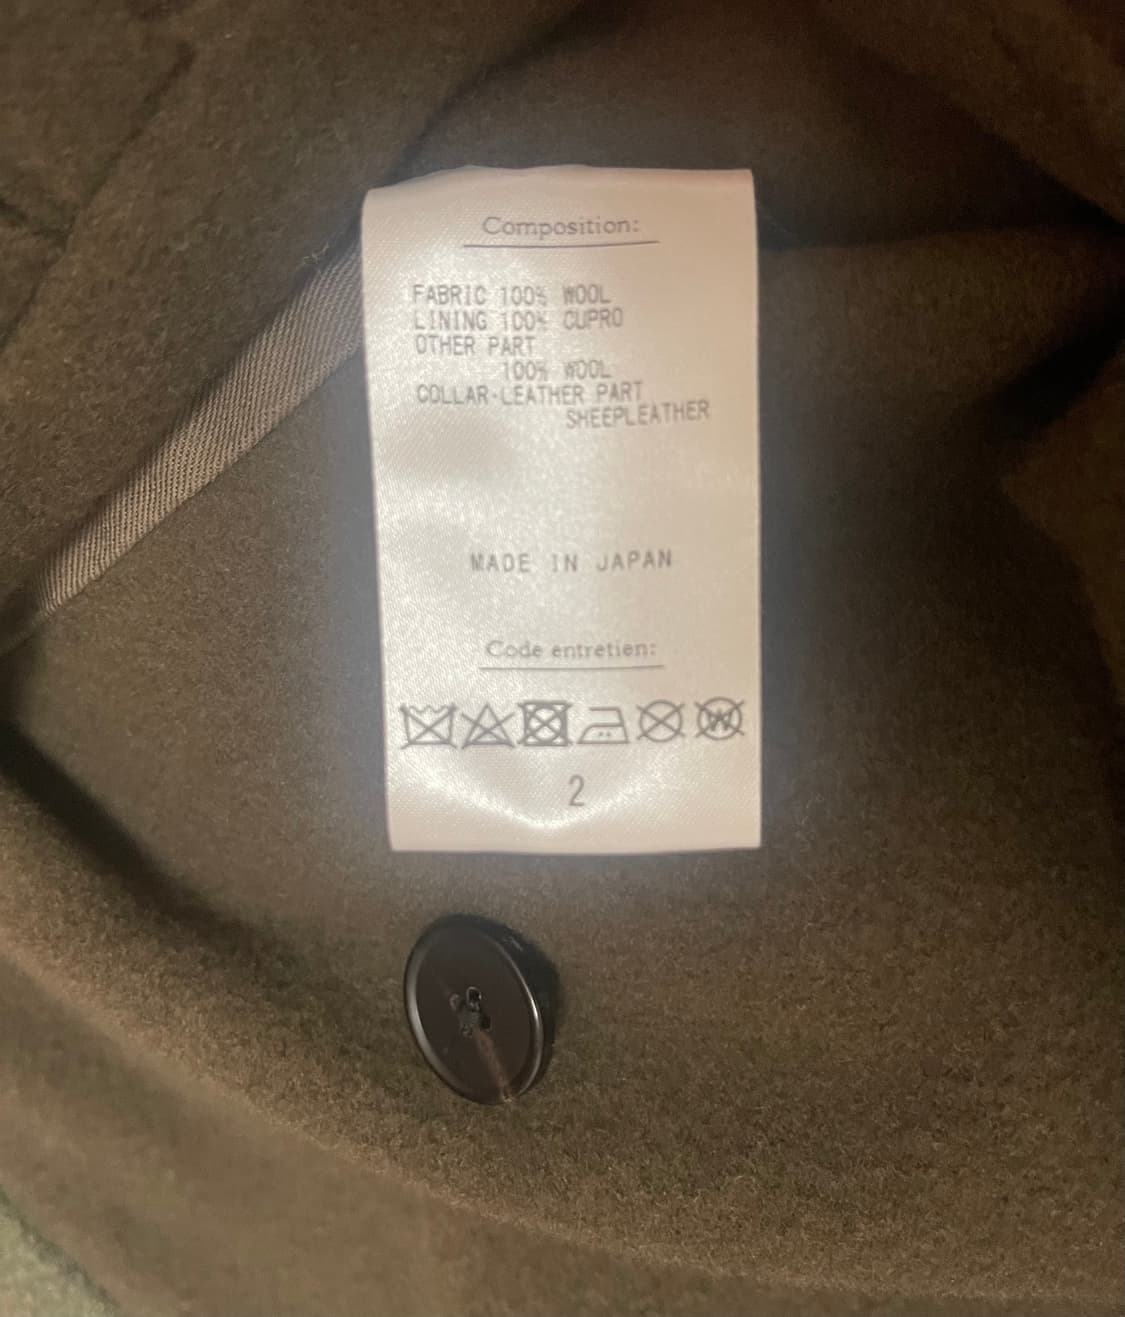 Composition:
FABRIC 100% WOOL
LINING 100% CUPRO
OTHER PART
100% WOOL
COLLAR·LEATHER PART
SHEEPLEATHER
MADE IN JAPAN
Code entretien:
W
2